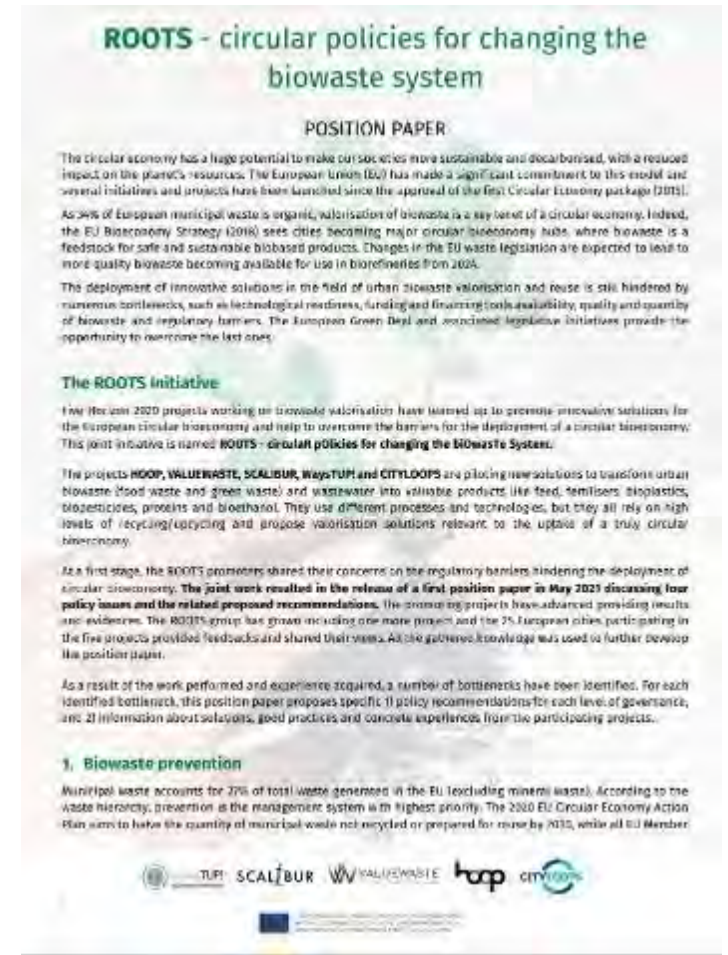 ROOTS - circular policies for changing the
biowaste system
POSITION PAPER
The circular economy has a huge potential to make our societies more sustainable and decarbonised, with a reduced
impact on the planet's resources. The European Union (EU) has made a significant commitment to this model and
several initiatives and projects have been launched since the approval of the first Circular Economy package (2015).
As 34% of European municipal waste is organic, valorisation of biowaste is a key tenet of a circular economy. Indeed,
the EU Bioeconomy Strategy (2018) sees cities becoming major circular bioeconomy hubs, where biowaste is a
feedstock for safe and sustainable biobased products. Changes in the EU waste legislation are expected to lead to
more quality biowaste becoming available for use in biorefineries from 2024.
The deployment of innovative solutions in the field of urban biowaste valorisation and reuse is still hindered by
numerous bottlenecks, such as technological readiness, funding and financing tools availability, quality and quantity
of biowaste and regulatory barriers. The European Green Deal and associated legislative initiatives provide the
opportunity to overcome the last ones.
The ROOTS Initiative
Five Horizon 2020 projects working on biowaste valorisation have teamed up to promote innovative solutions for
the European circular bioeconomy and help to overcome the barriers for the deployment of a circular bioeconomy.
This joint initiative is named ROOTS - circulaR pOlicies for changing the biOwasTe System.
The projects HOOP, VALUEWASTE, SCALIBUR, WaysTUP! and CITYLOOPS are piloting new solutions to transform urban
biowaste (food waste and green waste) and wastewater into valuable products like feed, fertilisers, bioplastics,
biopesticides, proteins and bioethanol. They use different processes and technologies, but they all rely on high
levels of recycling/upcycling and propose valorisation solutions relevant to the uptake of a truly circular
bioeconomy.
At a first stage, the ROOTS promoters shared their concerns on the regulatory barriers hindering the deployment of
circular bioeconomy. The joint work resulted in the release of a first position paper in May 2021 discussing four
policy issues and the related proposed recommendations. The promoting projects have advanced providing results
and evidences. The ROOTS group has grown including one more project and the 25 European cities participating in
the five projects provided feedbacks and shared their views. All the gathered knowledge was used to further develop
the position paper.
As a result of the work performed and experience acquired, a number of bottlenecks have been identified. For each
identified bottleneck, this position paper proposes specific 1) policy recommendations for each level of governance,
and 2) information about solutions, good practices and concrete experiences from the participating projects.
1. Biowaste prevention
Municipal waste accounts for 27% of total waste generated in the EU (excluding mineral waste). According to the
waste hierarchy, prevention is the management system with highest priority. The 2020 EU Circular Economy Action
Plan aims to halve the quantity of municipal waste not recycled or prepared for reuse by 2030, while all EU Member
TUP! SCALIBUR VALUEWASTE hoop CITYLOOPS